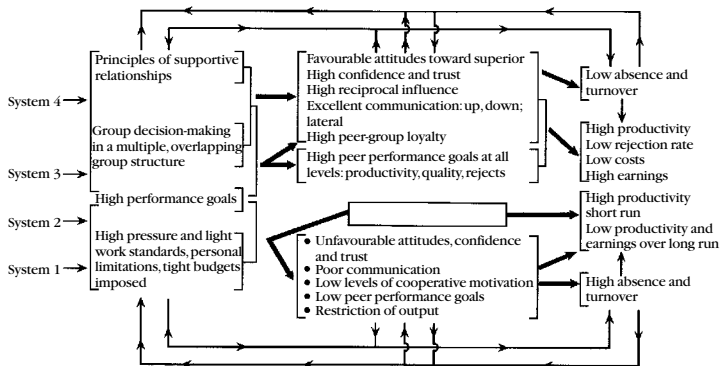 System 4
System 3
System 2
System 1
Principles of supportive
relationships
Group decision-making
in a multiple, overlapping
group structure
High performance goals
High pressure and light
work standards, personal
limitations, tight budgets
imposed
Favourable attitudes toward superior
High confidence and trust
High reciprocal influence
Excellent communication: up, down;
lateral
High peer-group loyalty
High peer performance goals at all
levels: productivity, quality, rejects
• Unfavourable attitudes, confidence
and trust
• Poor communication
• Low levels of cooperative motivation
• Low peer performance goals
• Restriction of output
Low absence and
turnover
High productivity
Low rejection rate
Low costs
High earnings
High productivity
short run
Low productivity and
earnings over long run
High absence and
turnover